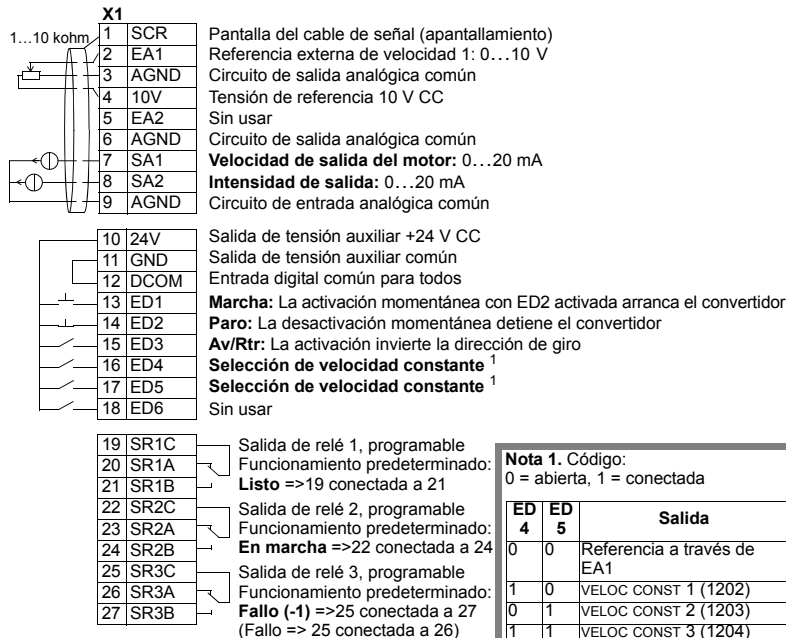 X1
1…10 kohm
1 SCR Pantalla del cable de señal (apantallamiento)
2 EA1 Referencia externa de velocidad 1: 0…10 V
3 AGND Circuito de salida analógica común
4 10V Tensión de referencia 10 V CC
5 EA2 Sin usar
6 AGND Circuito de salida analógica común
7 SA1 Velocidad de salida del motor: 0…20 mA
8 SA2 Intensidad de salida: 0…20 mA
9 AGND Circuito de entrada analógica común
10 24V Salida de tensión auxiliar +24 V CC
11 GND Salida de tensión auxiliar común
12 DCOM Entrada digital común para todos
13 ED1 Marcha: La activación momentánea con ED2 activada arranca el convertidor
14 ED2 Paro: La desactivación momentánea detiene el convertidor
15 ED3 Av/Rtr: La activación invierte la dirección de giro
16 ED4 Selección de velocidad constante 1
17 ED5 Selección de velocidad constante 1
18 ED6 Sin usar
19 SR1C Salida de relé 1, programable
20 SR1A Funcionamiento predeterminado:
21 SR1B Listo =>19 conectada a 21
22 SR2C Salida de relé 2, programable
23 SR2A Funcionamiento predeterminado:
24 SR2B En marcha =>22 conectada a 24
25 SR3C Salida de relé 3, programable
26 SR3A Funcionamiento predeterminado:
27 SR3B Fallo (-1) =>25 conectada a 27
(Fallo => 25 conectada a 26)
Nota 1. Código:
0 = abierta, 1 = conectada
ED 4 ED 5 Salida
0 0 Referencia a través de
EA1
1 0 VELOC CONST 1 (1202)
0 1 VELOC CONST 2 (1203)
1 1 VELOC CONST 3 (1204)